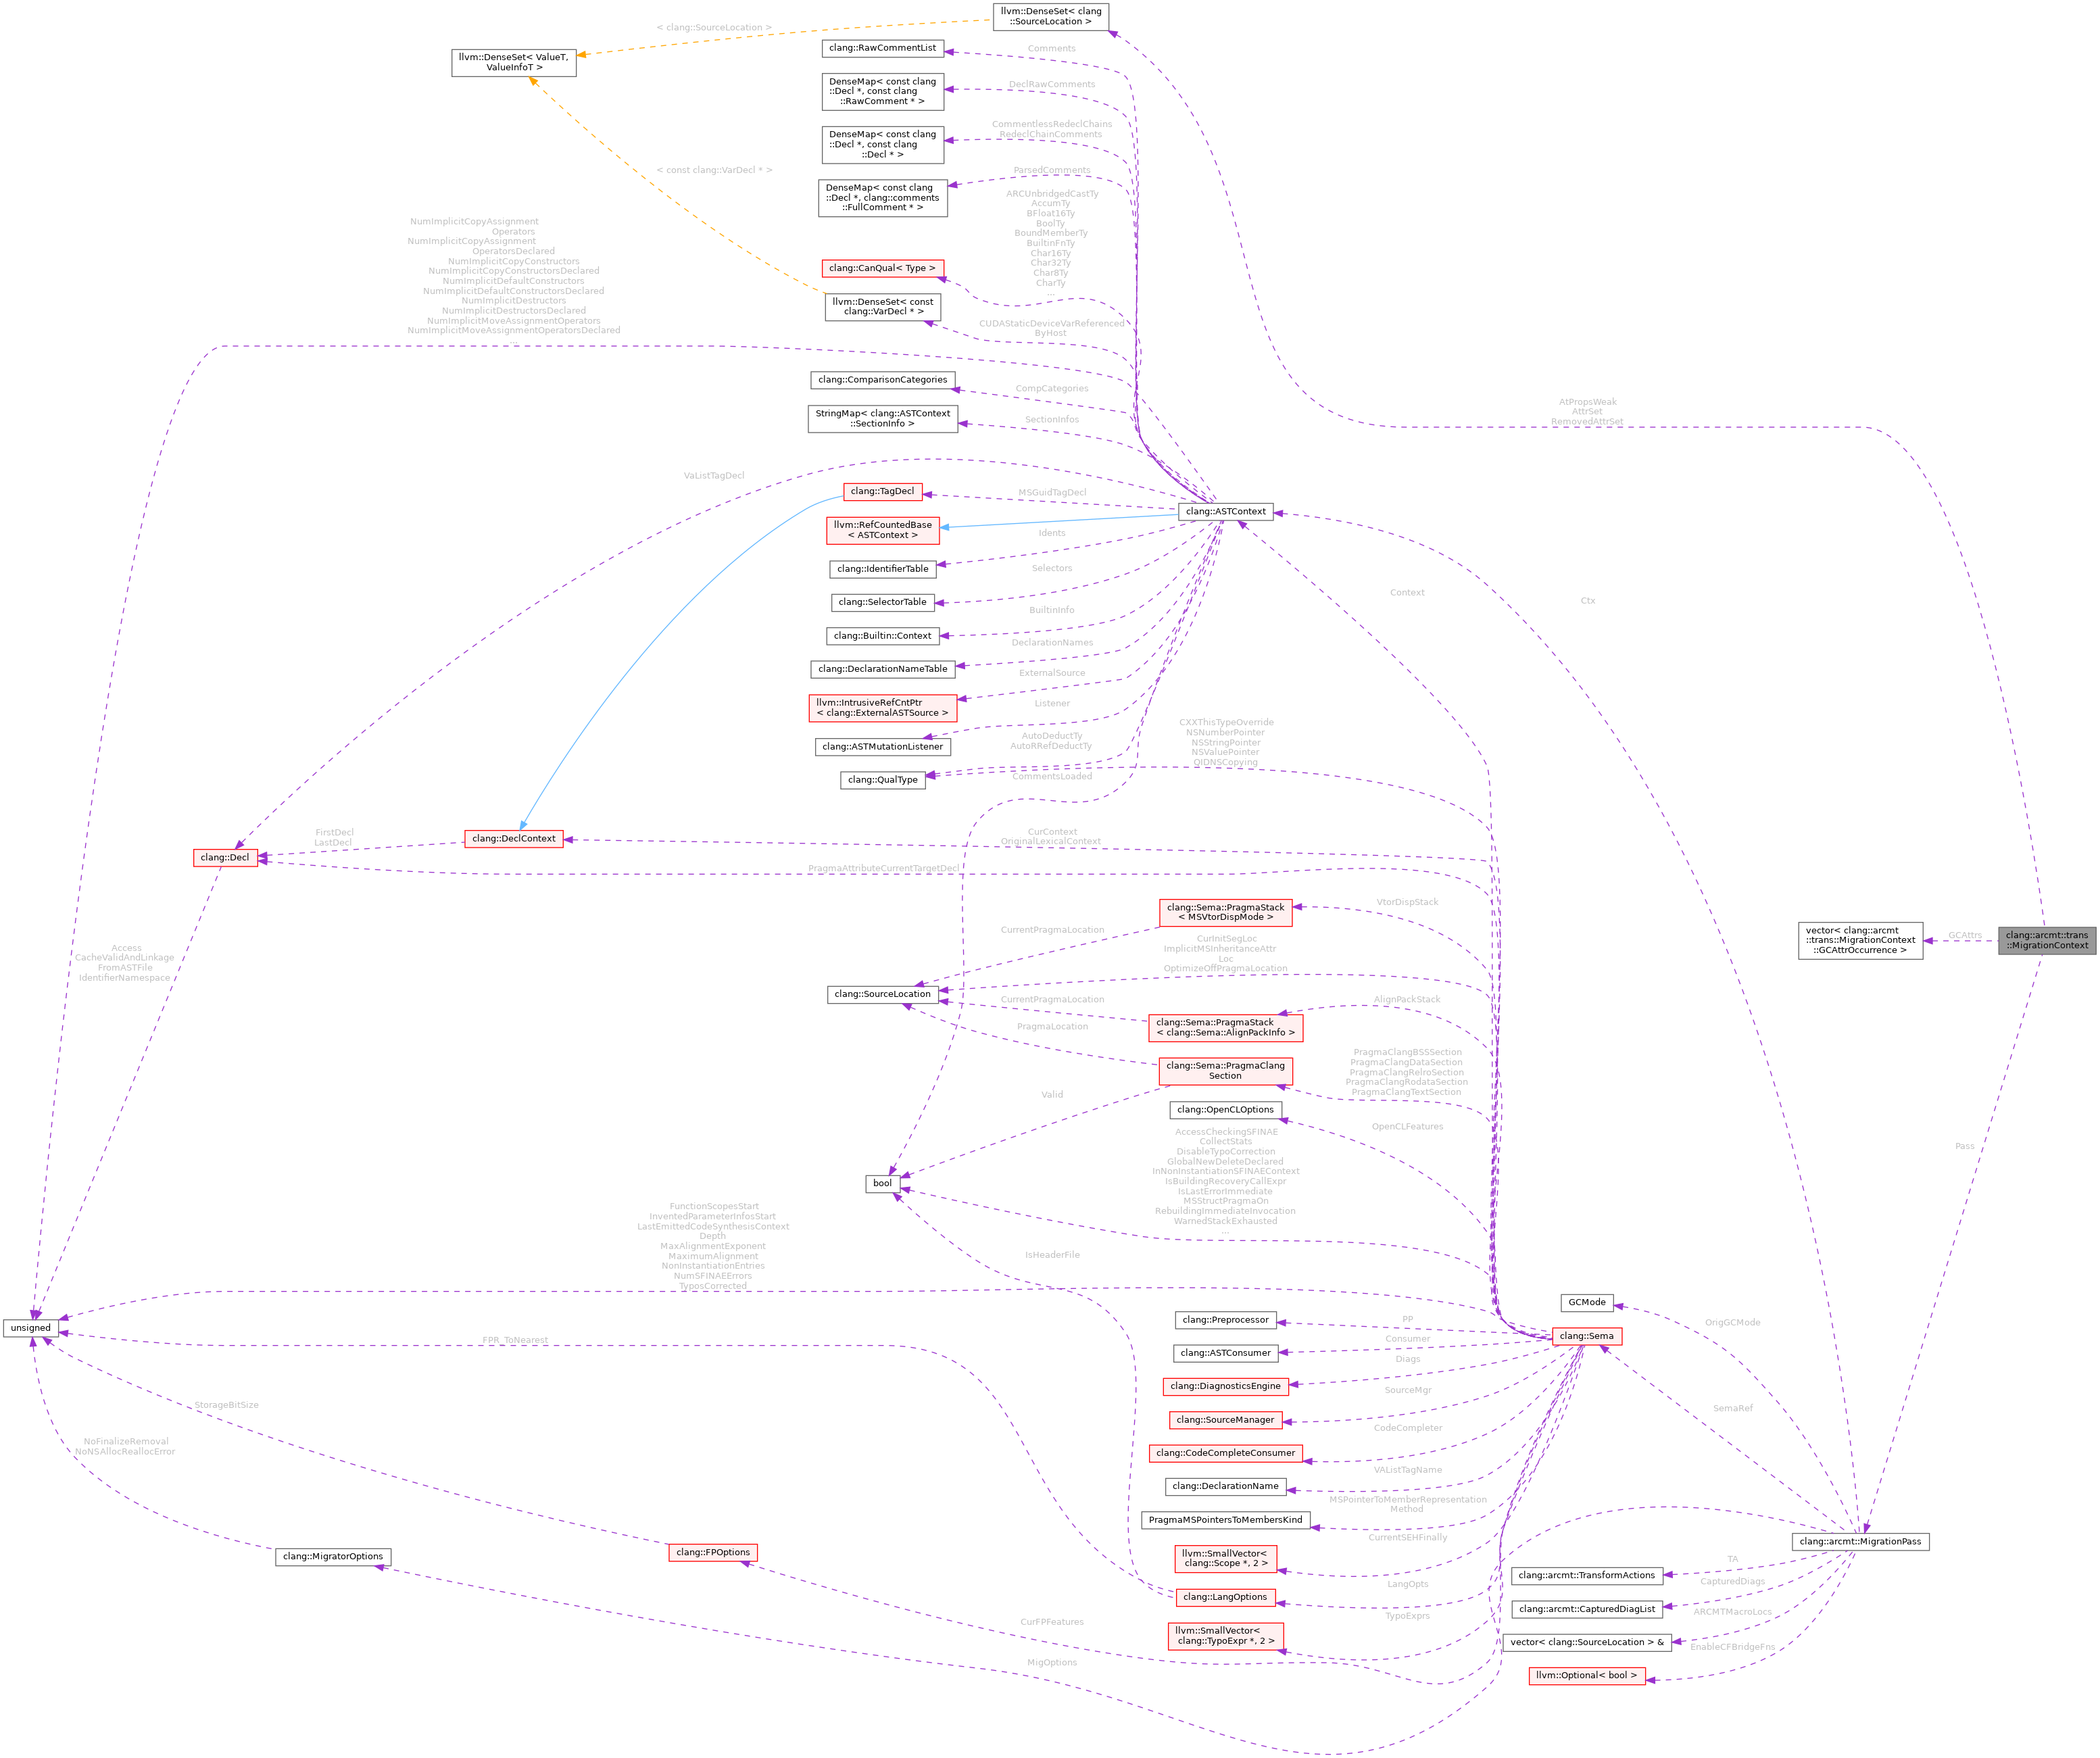 llvm::DenseSet< clang
::SourceLocation >
< clang::SourceLocation >
clang::RawCommentList
Comments
llvm::DenseSet< ValueT,
ValueInfoT >
DenseMap< const clang
::Decl *, const clang
::RawComment * >
DeclRawComments
DenseMap< const clang
::Decl *, const clang
::Decl * >
CommentlessRedeclChains
RedeclChainComments
< const clang::VarDecl * >
ParsedComments
DenseMap< const clang
::Decl *, clang::comments
::FullComment * >
ARCUnbridgedCastTy
AccumTy
BFloat16Ty
BoolTy
BoundMemberTy
BuiltinFnTy
Char16Ty
Char32Ty
Char8Ty
CharTy
...
NumImplicitCopyAssignment
Operators
NumImplicitCopyAssignment
OperatorsDeclared
NumImplicitCopyConstructors
NumImplicitCopyConstructorsDeclared
NumImplicitDefaultConstructors
NumImplicitDefaultConstructorsDeclared
NumImplicitDestructors
NumImplicitDestructorsDeclared
NumImplicitMoveAssignmentOperators
NumImplicitMoveAssignmentOperatorsDeclared
...
clang::CanQual< Type >
llvm::DenseSet< const
clang::VarDecl * >
CUDAStaticDeviceVarReferenced
ByHost
clang::ComparisonCategories
CompCategories
StringMap< clang::ASTContext
::SectionInfo >
SectionInfos
AtPropsWeak
AttrSet
RemovedAttrSet
VaListTagDecl
clang::TagDecl
MSGuidTagDecl
clang::ASTContext
llvm::RefCountedBase
< ASTContext >
Idents
clang::IdentifierTable
Selectors
clang::SelectorTable
Context
Ctx
BuiltinInfo
clang::Builtin::Context
DeclarationNames
clang::DeclarationNameTable
ExternalSource
llvm::IntrusiveRefCntPtr
< clang::ExternalASTSource >
Listener
clang::ASTMutationListener
AutoDeductTy
AutoRRefDeductTy
CXXThisTypeOverride
NSNumberPointer
NSStringPointer
NSValuePointer
QIDNSCopying
clang::QualType
CommentsLoaded
FirstDecl
LastDecl
clang::DeclContext
CurContext
OriginalLexicalContext
clang::Decl
PragmaAttributeCurrentTargetDecl
clang::Sema::PragmaStack
< MSVtorDispMode >
VtorDispStack
CurrentPragmaLocation
vector< clang::arcmt
::trans::MigrationContext
::GCAttrOccurrence >
GCAttrs
clang::arcmt::trans
::MigrationContext
Access
CacheValidAndLinkage
FromASTFile
IdentifierNamespace
CurInitSegLoc
ImplicitMSInheritanceAttr
Loc
OptimizeOffPragmaLocation
clang::SourceLocation
CurrentPragmaLocation
clang::Sema::PragmaStack
< clang::Sema::AlignPackInfo >
AlignPackStack
PragmaLocation
clang::Sema::PragmaClang
Section
PragmaClangBSSSection
PragmaClangDataSection
PragmaClangRelroSection
PragmaClangRodataSection
PragmaClangTextSection
Valid
clang::OpenCLOptions
OpenCLFeatures
Pass
AccessCheckingSFINAE
CollectStats
DisableTypoCorrection
GlobalNewDeleteDeclared
InNonInstantiationSFINAEContext
IsBuildingRecoveryCallExpr
IsLastErrorImmediate
MSStructPragmaOn
RebuildingImmediateInvocation
WarnedStackExhausted
...
bool
FunctionScopesStart
InventedParameterInfosStart
LastEmittedCodeSynthesisContext
Depth
MaxAlignmentExponent
MaximumAlignment
NonInstantiationEntries
NumSFINAEErrors
TyposCorrected
IsHeaderFile
GCMode
OrigGCMode
unsigned
FPR_ToNearest
clang::Preprocessor
PP
clang::Sema
clang::ASTConsumer
Consumer
clang::DiagnosticsEngine
Diags
clang::SourceManager
SourceMgr
SemaRef
StorageBitSize
NoFinalizeRemoval
NoNSAllocReallocError
clang::CodeCompleteConsumer
CodeCompleter
clang::DeclarationName
VAListTagName
PragmaMSPointersToMembersKind
MSPointerToMemberRepresentation
Method
clang::MigratorOptions
clang::FPOptions
llvm::SmallVector<
clang::Scope *, 2 >
CurrentSEHFinally
clang::arcmt::MigrationPass
TA
clang::arcmt::TransformActions
clang::LangOptions
LangOpts
CapturedDiags
clang::arcmt::CapturedDiagList
CurFPFeatures
llvm::SmallVector<
clang::TypoExpr *, 2 >
TypoExprs
ARCMTMacroLocs
vector< clang::SourceLocation > &
MigOptions
EnableCFBridgeFns
llvm::Optional< bool >